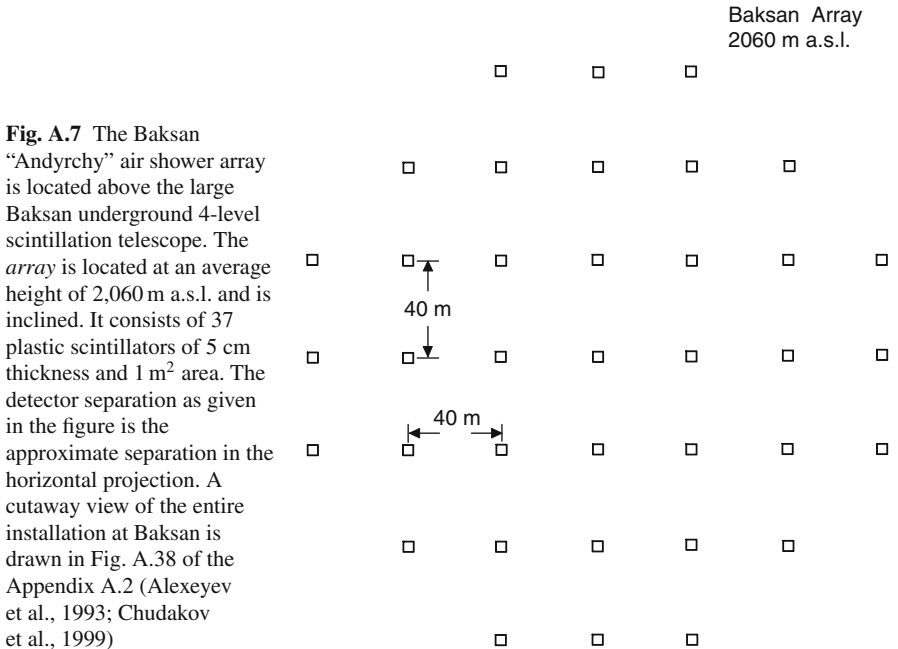 Baksan Array
2060 m a.s.l.
Fig. A.7 The Baksan
“Andyrchy” air shower array
is located above the large
Baksan underground 4-level
scintillation telescope. The
array is located at an average
height of 2,060 m a.s.l. and is
inclined. It consists of 37
plastic scintillators of 5 cm
thickness and 1 m² area. The
detector separation as given
in the figure is the
approximate separation in the
horizontal projection. A
cutaway view of the entire
installation at Baksan is
drawn in Fig. A.38 of the
Appendix A.2 (Alexeyev
et al., 1993; Chudakov
et al., 1999)
40 m
40 m